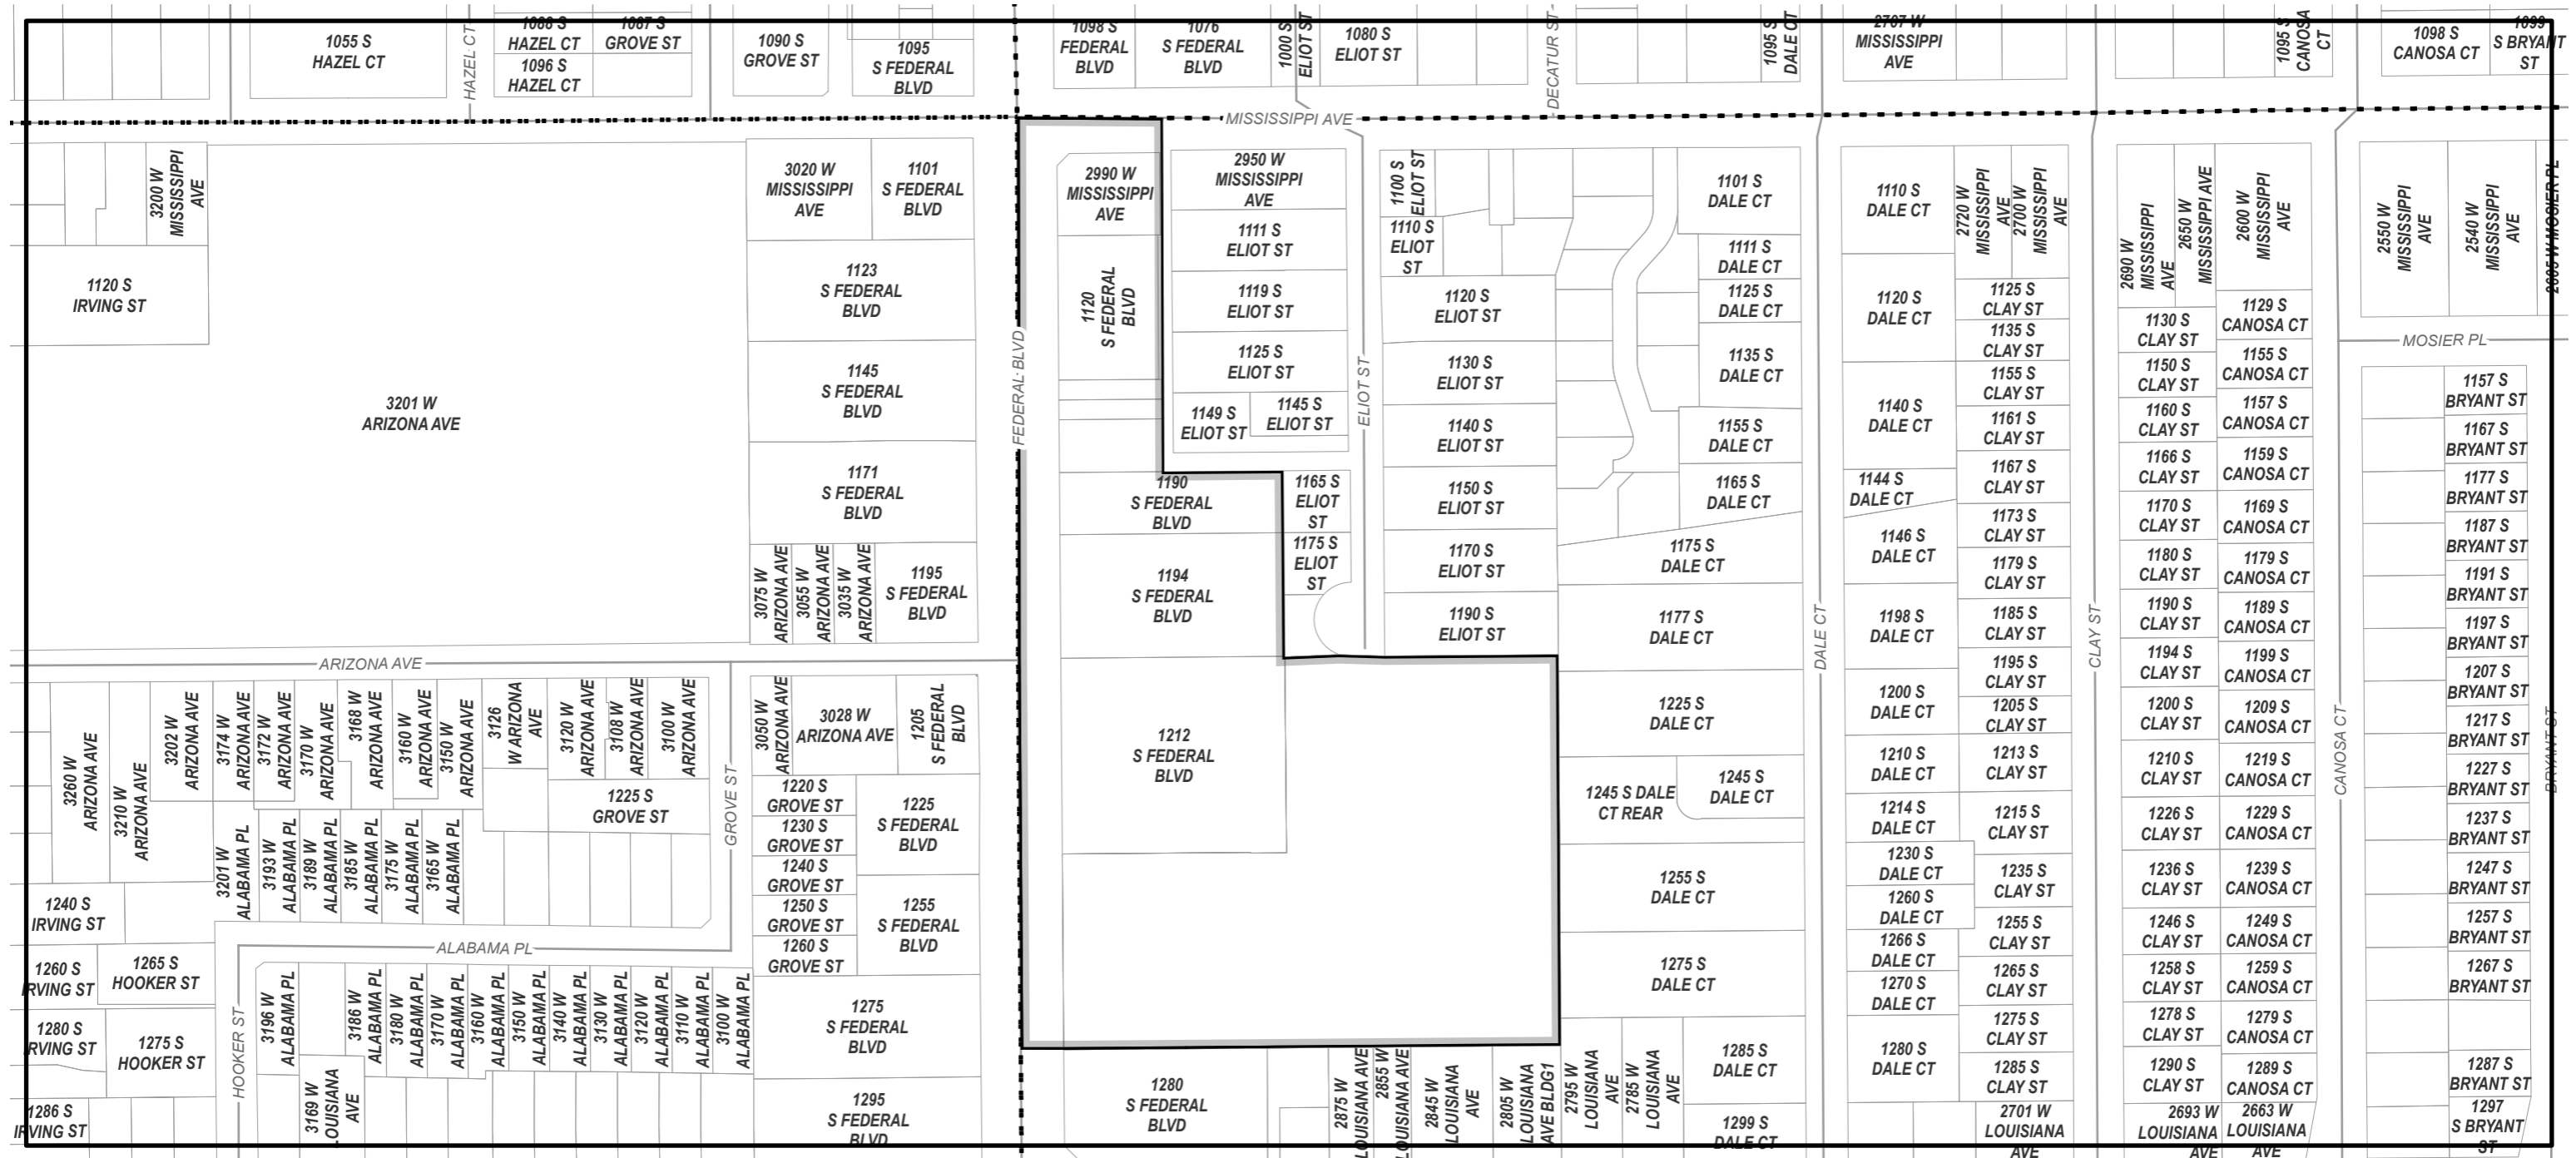 1055 S
HAZEL CT
HAZEL CT
1086 S
HAZEL CT
1096 S
HAZEL CT
1087 S
GROVE ST
1090 S
GROVE ST
1095
S FEDERAL
BLVD
1098 S
FEDERAL
BLVD
1076
S FEDERAL
BLVD
1000 S
ELIOT ST
1080 S
ELIOT ST
DECATUR ST
1095 S
DALE CT
2707 W
MISSISSIPPI
AVE
1095 S
CANOSA
CT
1098 S
CANOSA CT
1099
S BRYANT
ST
MISSISSIPPI AVE
3200 W
MISSISSIPPI
AVE
1120 S
IRVING ST
3201 W
ARIZONA AVE
3020 W
MISSISSIPPI
AVE
1101
S FEDERAL
BLVD
1123
S FEDERAL
BLVD
1145
S FEDERAL
BLVD
1171
S FEDERAL
BLVD
3075 W
ARIZONA AVE
3055 W
ARIZONA AVE
3035 W
ARIZONA AVE
1195
S FEDERAL
BLVD
FEDERAL BLVD
2990 W
MISSISSIPPI
AVE
1120
S FEDERAL
BLVD
1190
S FEDERAL
BLVD
1194
S FEDERAL
BLVD
1212
S FEDERAL
BLVD
2950 W
MISSISSIPPI
AVE
1111 S
ELIOT ST
1119 S
ELIOT ST
1125 S
ELIOT ST
1149 S
ELIOT ST
1145 S
ELIOT ST
1165 S
ELIOT
ST
1175 S
ELIOT
ST
ELIOT ST
1100 S
ELIOT ST
1110 S
ELIOT
ST
1120 S
ELIOT ST
1130 S
ELIOT ST
1140 S
ELIOT ST
1150 S
ELIOT ST
1170 S
ELIOT ST
1190 S
ELIOT ST
1101 S
DALE CT
1111 S
DALE CT
1125 S
DALE CT
1135 S
DALE CT
1155 S
DALE CT
1165 S
DALE CT
1175 S
DALE CT
1177 S
DALE CT
1225 S
DALE CT
1245 S DALE
CT REAR
1245 S
DALE CT
1255 S
DALE CT
1275 S
DALE CT
DALE CT
1110 S
DALE CT
1120 S
DALE CT
1140 S
DALE CT
1144 S
DALE CT
1146 S
DALE CT
1198 S
DALE CT
1200 S
DALE CT
1210 S
DALE CT
1214 S
DALE CT
1230 S
DALE CT
1260 S
DALE CT
1266 S
DALE CT
1270 S
DALE CT
1280 S
DALE CT
2720 W
MISSISSIPPI
AVE
2700 W
MISSISSIPPI
AVE
1125 S
CLAY ST
1135 S
CLAY ST
1155 S
CLAY ST
1161 S
CLAY ST
1167 S
CLAY ST
1173 S
CLAY ST
1179 S
CLAY ST
1185 S
CLAY ST
1195 S
CLAY ST
1205 S
CLAY ST
1213 S
CLAY ST
1215 S
CLAY ST
1235 S
CLAY ST
1255 S
CLAY ST
1265 S
CLAY ST
1275 S
CLAY ST
1285 S
CLAY ST
2701 W
LOUISIANA
AVE
CLAY ST
2690 W
MISSISSIPPI
AVE
2650 W
MISSISSIPPI AVE
2600 W
MISSISSIPPI
AVE
1130 S
CLAY ST
1150 S
CLAY ST
1160 S
CLAY ST
1166 S
CLAY ST
1170 S
CLAY ST
1180 S
CLAY ST
1190 S
CLAY ST
1194 S
CLAY ST
1200 S
CLAY ST
1210 S
CLAY ST
1226 S
CLAY ST
1236 S
CLAY ST
1246 S
CLAY ST
1258 S
CLAY ST
1278 S
CLAY ST
1290 S
CLAY ST
2693 W
LOUISIANA
AVE
1129 S
CANOSA CT
1155 S
CANOSA CT
1157 S
CANOSA CT
1159 S
CANOSA CT
1169 S
CANOSA CT
1179 S
CANOSA CT
1189 S
CANOSA CT
1199 S
CANOSA CT
1209 S
CANOSA CT
1219 S
CANOSA CT
1229 S
CANOSA CT
1239 S
CANOSA CT
1249 S
CANOSA CT
1259 S
CANOSA CT
1279 S
CANOSA CT
1289 S
CANOSA CT
2663 W
LOUISIANA
AVE
CANOSA CT
2550 W
MISSISSIPPI
AVE
2540 W
MISSISSIPPI
AVE
MOSIER PL
1157 S
BRYANT ST
1167 S
BRYANT ST
1177 S
BRYANT ST
1187 S
BRYANT ST
1191 S
BRYANT ST
1197 S
BRYANT ST
1207 S
BRYANT ST
1217 S
BRYANT ST
1227 S
BRYANT ST
1237 S
BRYANT ST
1247 S
BRYANT ST
1257 S
BRYANT ST
1267 S
BRYANT ST
1287 S
BRYANT ST
1297
S BRYANT
ST
BRYANT ST
ARIZONA AVE
3260 W
ARIZONA AVE
3210 W
ARIZONA AVE
3202 W
ARIZONA AVE
3174 W
ARIZONA AVE
3172 W
ARIZONA AVE
3170 W
ARIZONA AVE
3168 W
ARIZONA AVE
3160 W
ARIZONA AVE
3150 W
ARIZONA AVE
3126
W ARIZONA
AVE
3120 W
ARIZONA AVE
3108 W
ARIZONA AVE
3100 W
ARIZONA AVE
1225 S
GROVE ST
GROVE ST
3050 W
ARIZONA AVE
3028 W
ARIZONA AVE
1205
S FEDERAL
BLVD
1220 S
GROVE ST
1230 S
GROVE ST
1240 S
GROVE ST
1250 S
GROVE ST
1260 S
GROVE ST
1225
S FEDERAL
BLVD
1255
S FEDERAL
BLVD
1275
S FEDERAL
BLVD
1295
S FEDERAL
BLVD
3201 W
ALABAMA PL
3193 W
ALABAMA PL
3189 W
ALABAMA PL
3185 W
ALABAMA PL
3175 W
ALABAMA PL
3165 W
ALABAMA PL
ALABAMA PL
1240 S
IRVING ST
1260 S
IRVING ST
1265 S
HOOKER ST
1280 S
IRVING ST
1275 S
HOOKER ST
1286 S
IRVING ST
HOOKER ST
3196 W
ALABAMA PL
3186 W
ALABAMA PL
3180 W
ALABAMA PL
3170 W
ALABAMA PL
3160 W
ALABAMA PL
3150 W
ALABAMA PL
3140 W
ALABAMA PL
3130 W
ALABAMA PL
3120 W
ALABAMA PL
3110 W
ALABAMA PL
3100 W
ALABAMA PL
3169 W
LOUISIANA
AVE
1280
S FEDERAL
BLVD
2875 W
LOUISIANA AVE
2855 W
LOUISIANA AVE
2845 W
LOUISIANA
AVE
2805 W
LOUISIANA
AVE BLDG1
2795 W
LOUISIANA
AVE
2785 W
LOUISIANA
AVE
1285 S
DALE CT
1299 S
DALE CT